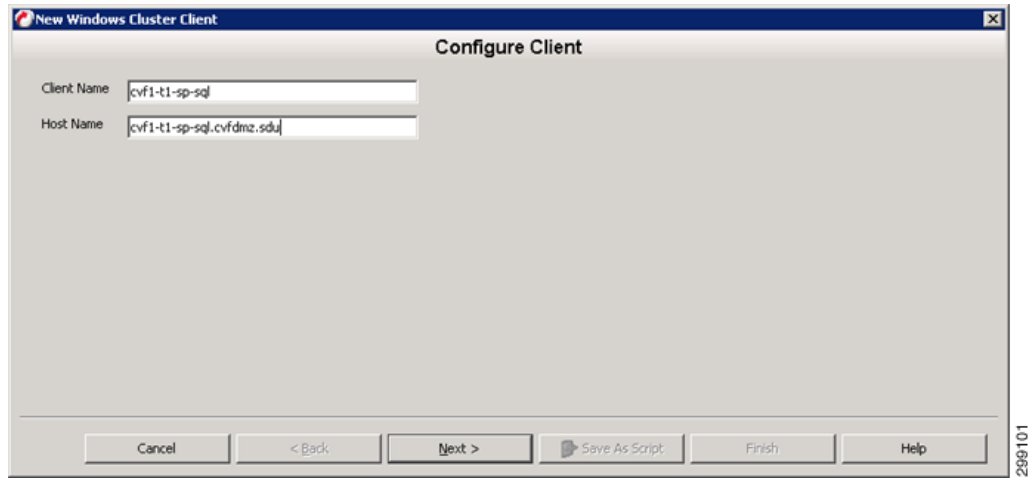 New Windows Cluster Client
Configure Client
Client Name cvf1-t1-sp-sql
Host Name cvf1-t1-sp-sql.cvfdmz.sdu
Cancel < Back Next > Save As Script Finish Help
299101